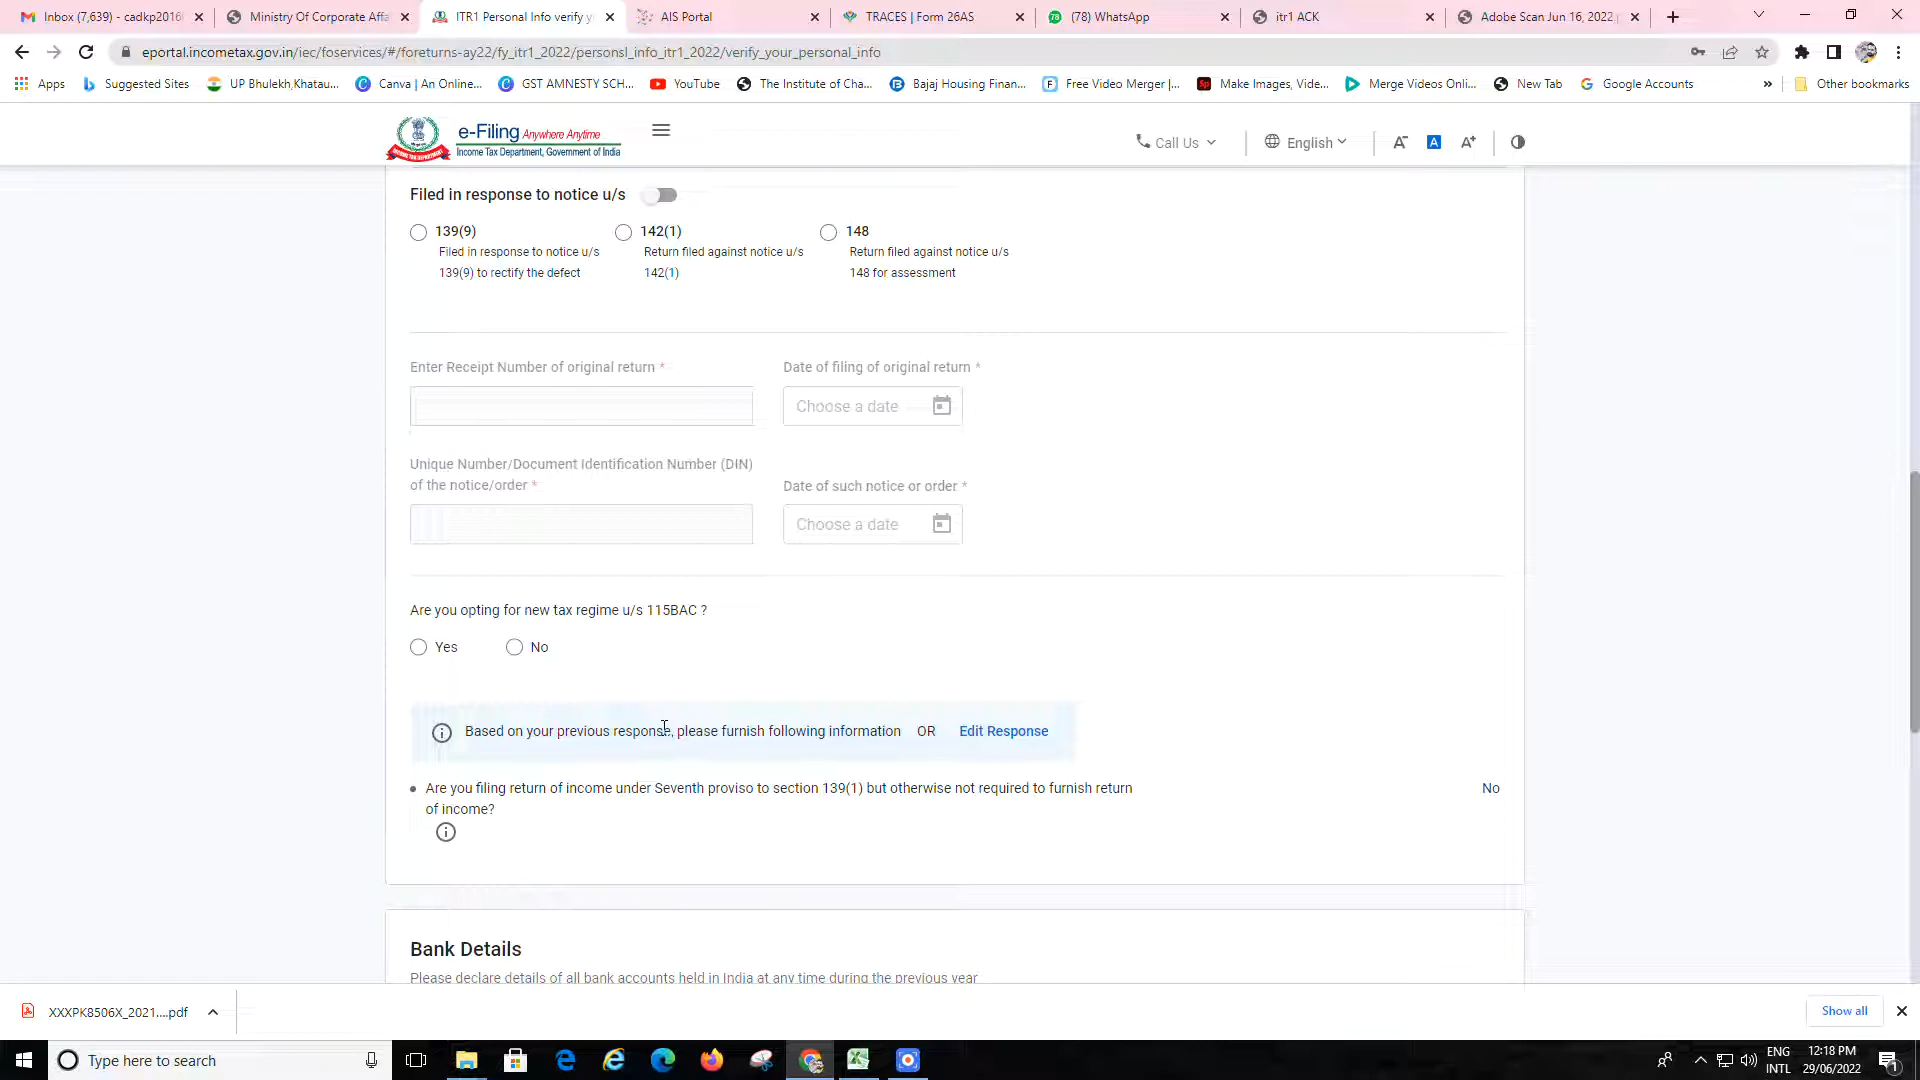 Inbox (7,639) - cadkp2016
Ministry Of Corporate Affa
ITR1 Personal Info verify y
AIS Portal
TRACES | Form 26AS
(78) WhatsApp
itr1 ACK
Adobe Scan Jun 16, 2022
eportal.incometax.gov.in/iec/foservices/#/foreturns-ay22/fy_itr1_2022/personsl_info_itr1_2022/verify_your_personal_info
Apps
Suggested Sites
UP Bhulekh,Khatau...
Canva | An Online...
GST AMNESTY SCH...
YouTube
The Institute of Cha...
Bajaj Housing Finan...
Free Video Merger |...
Make Images, Vide...
Merge Videos Onli...
New Tab
Google Accounts
»
Other bookmarks
e-Filing Anywhere Anytime
Income Tax Department, Government of India
Call Us
English
A-
A
A+
Filed in response to notice u/s
139(9)
Filed in response to notice u/s
139(9) to rectify the defect
142(1)
Return filed against notice u/s
142(1)
148
Return filed against notice u/s
148 for assessment
Enter Receipt Number of original return *
Date of filing of original return *
Choose a date
Unique Number/Document Identification Number (DIN)
of the notice/order *
Date of such notice or order *
Choose a date
Are you opting for new tax regime u/s 115BAC ?
Yes
No
Based on your previous response, please furnish following information OR Edit Response
Are you filing return of income under Seventh proviso to section 139(1) but otherwise not required to furnish return
of income?
No
Bank Details
Please declare details of all bank accounts held in India at any time during the previous year
XXXPK8506X_2021....pdf
Show all
Type here to search
ENG
INTL
12:18 PM
29/06/2022
1